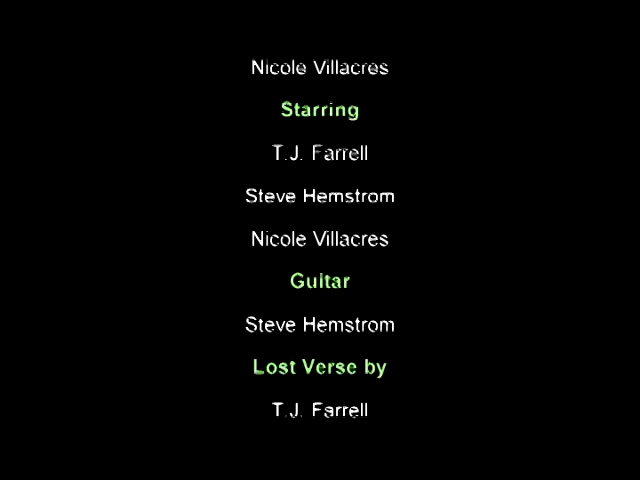 Nicole Villacres
Starring
T.J. Farrell
Steve Hemstrom
Nicole Villacres
Guitar
Steve Hemstrom
Lost Verse by
T.J. Farrell